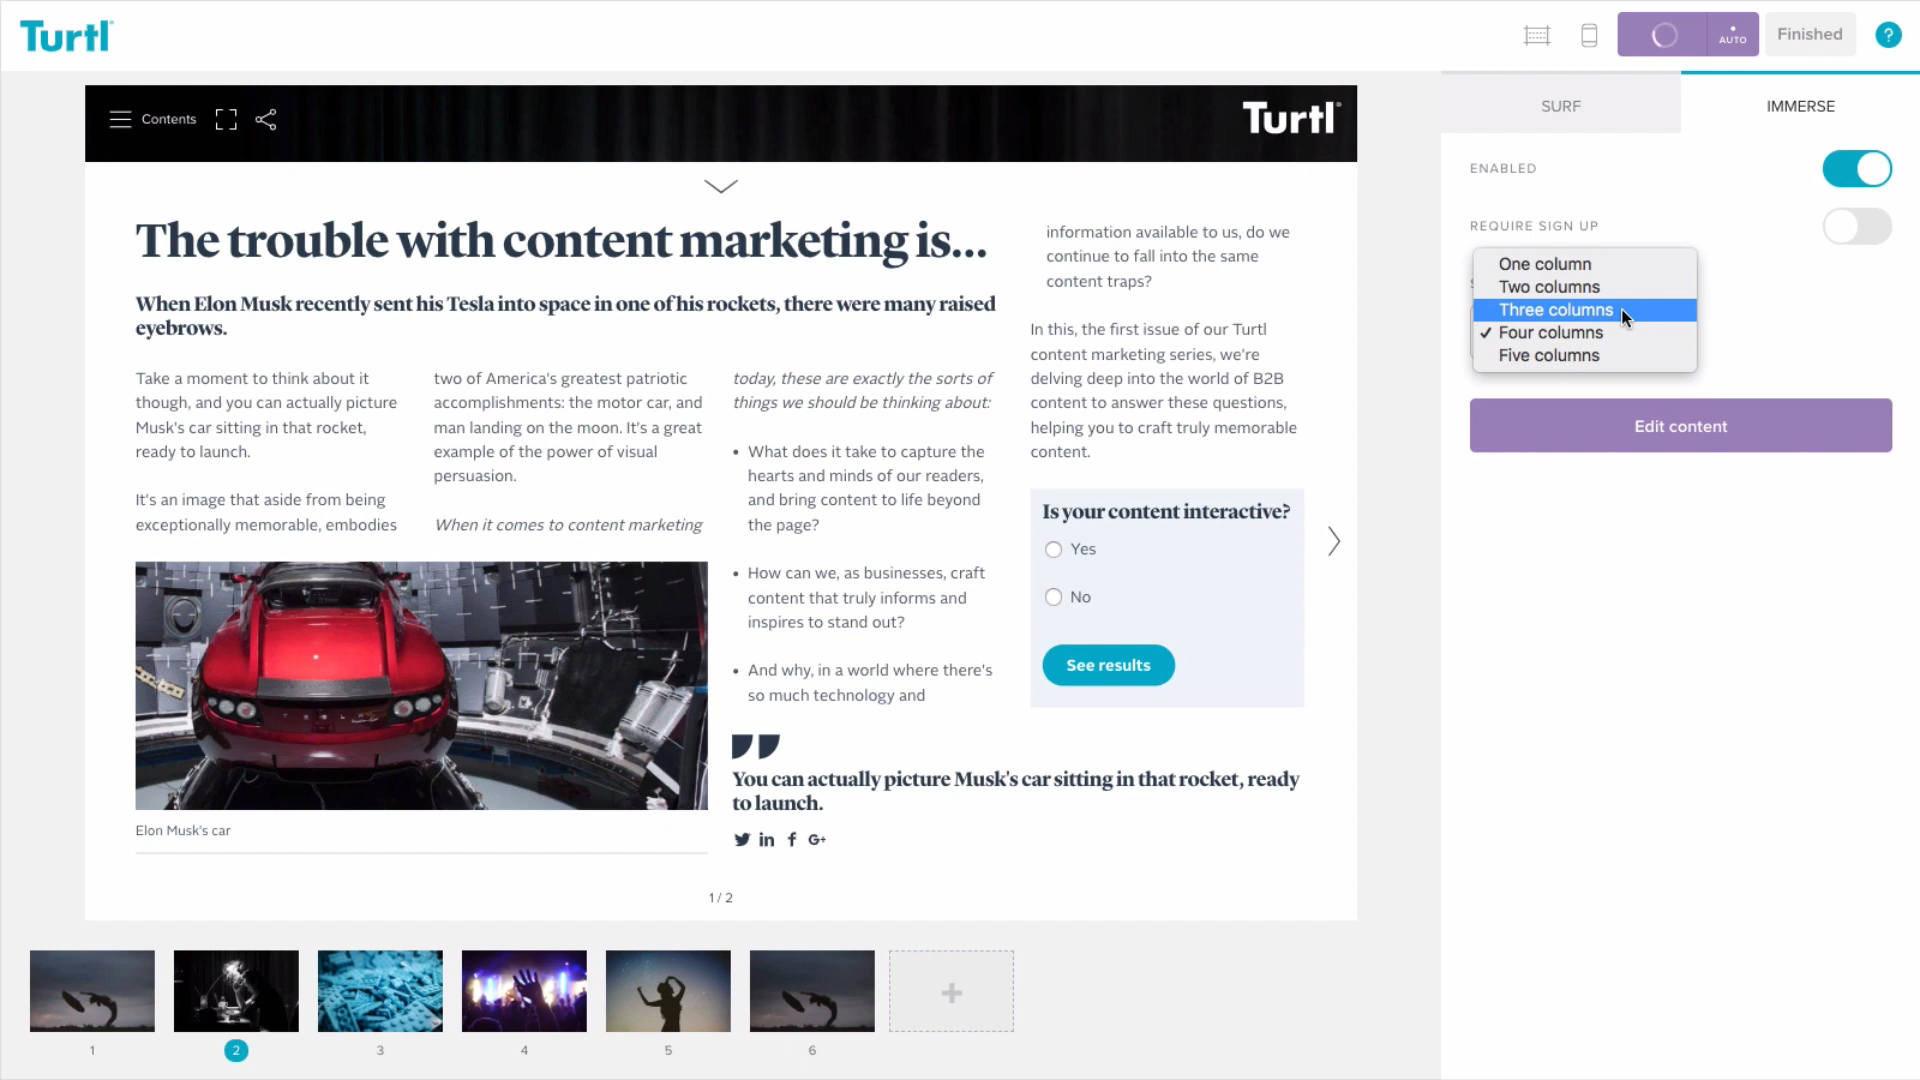 Turtl
AUTO
Finished
?
Contents
Turtl
SURF
IMMERSE
ENABLED
REQUIRE SIGN UP
One column
Two columns
Three columns
✓ Four columns
Five columns
Edit content
The trouble with content marketing is...
When Elon Musk recently sent his Tesla into space in one of his rockets, there were many raised
eyebrows.
Take a moment to think about it
though, and you can actually picture
Musk's car sitting in that rocket,
ready to launch.
It's an image that aside from being
exceptionally memorable, embodies
two of America's greatest patriotic
accomplishments: the motor car, and
man landing on the moon. It's a great
example of the power of visual
persuasion.
When it comes to content marketing
today, these are exactly the sorts of
things we should be thinking about:
• What does it take to capture the
hearts and minds of our readers,
and bring content to life beyond
the page?
• How can we, as businesses, craft
content that truly informs and
inspires to stand out?
• And why, in a world where there's
so much technology and
information available to us, do we
continue to fall into the same
content traps?
In this, the first issue of our Turtl
content marketing series, we're
delving deep into the world of B2B
content to answer these questions,
helping you to craft truly memorable
content.
Is your content interactive?
Yes
No
See results
TESLA
Elon Musk's car
You can actually picture Musk's car sitting in that rocket, ready
to launch.
1 / 2
1
2
3
4
5
6